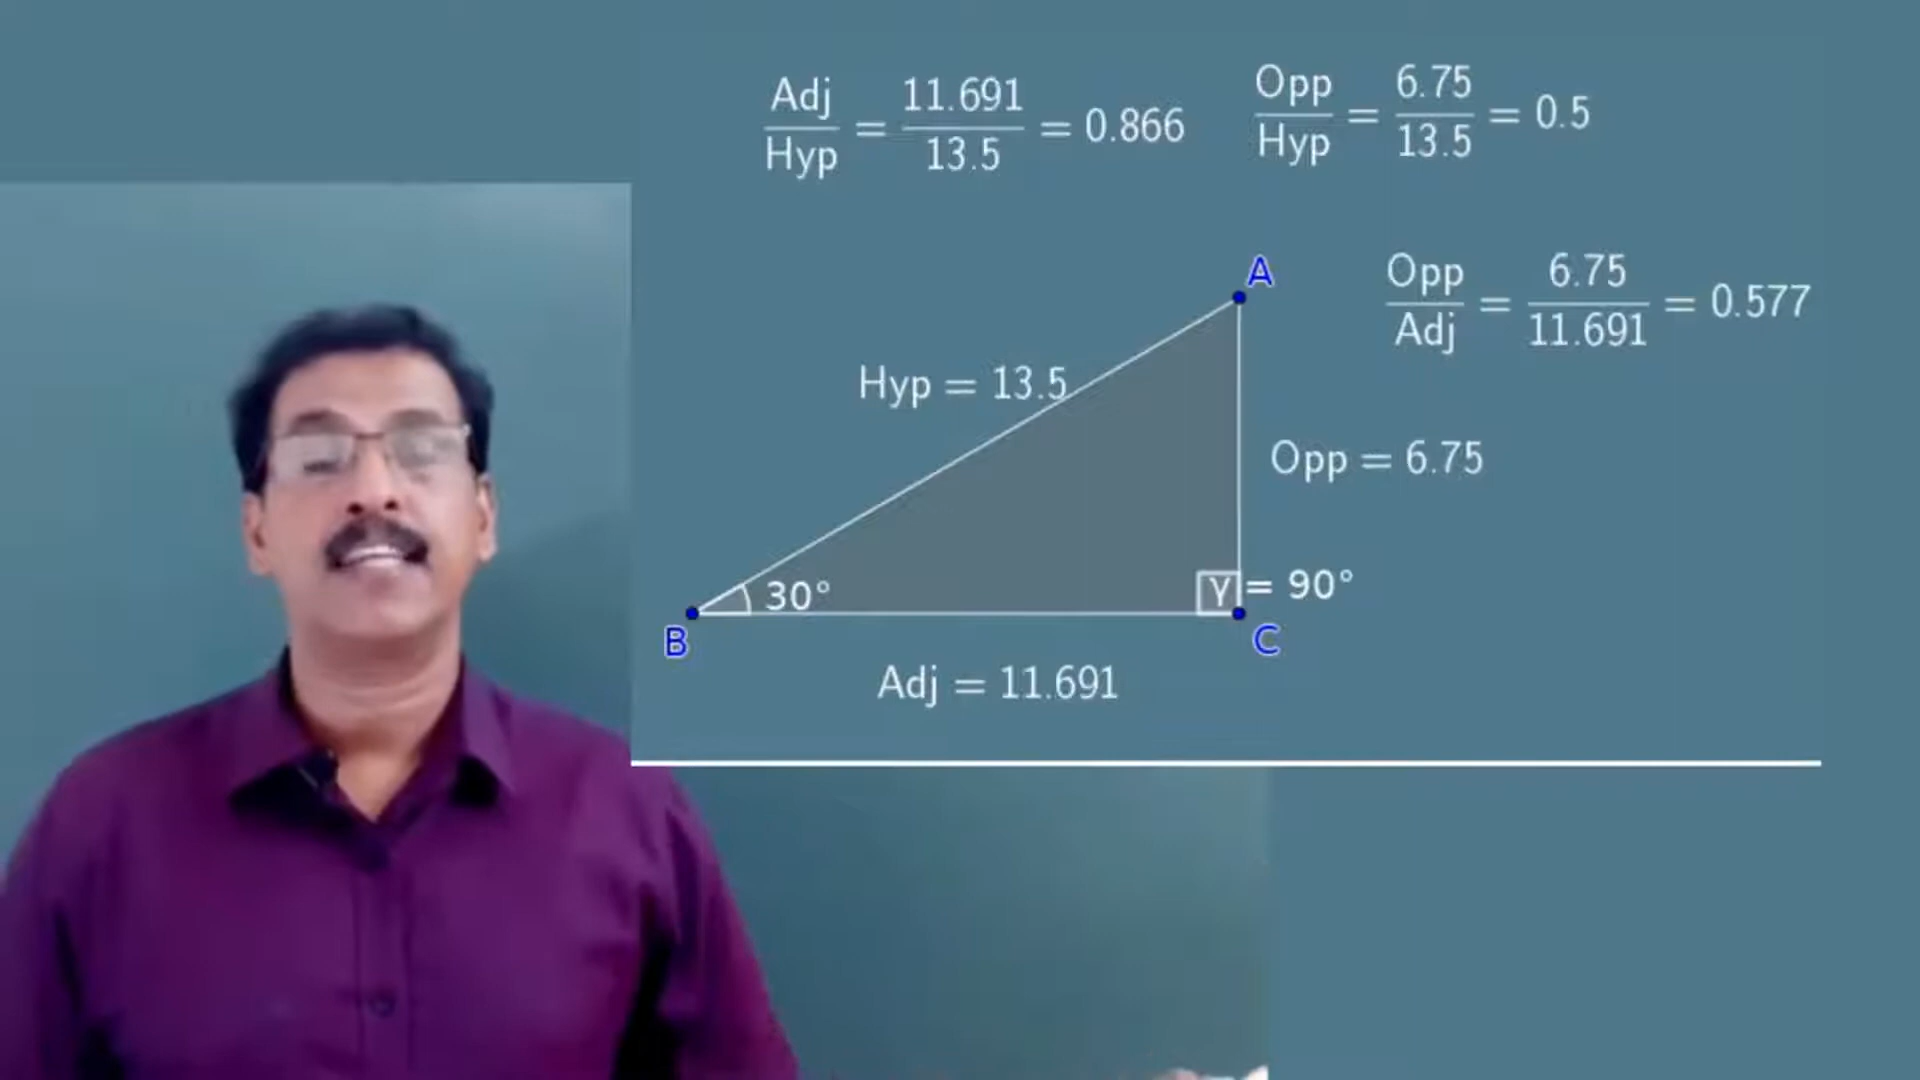 Adj/Hyp = 11.691/13.5 = 0.866
Opp/Hyp = 6.75/13.5 = 0.5
Opp/Adj = 6.75/11.691 = 0.577
A
Hyp = 13.5
Opp = 6.75
30°
Y = 90°
B
C
Adj = 11.691